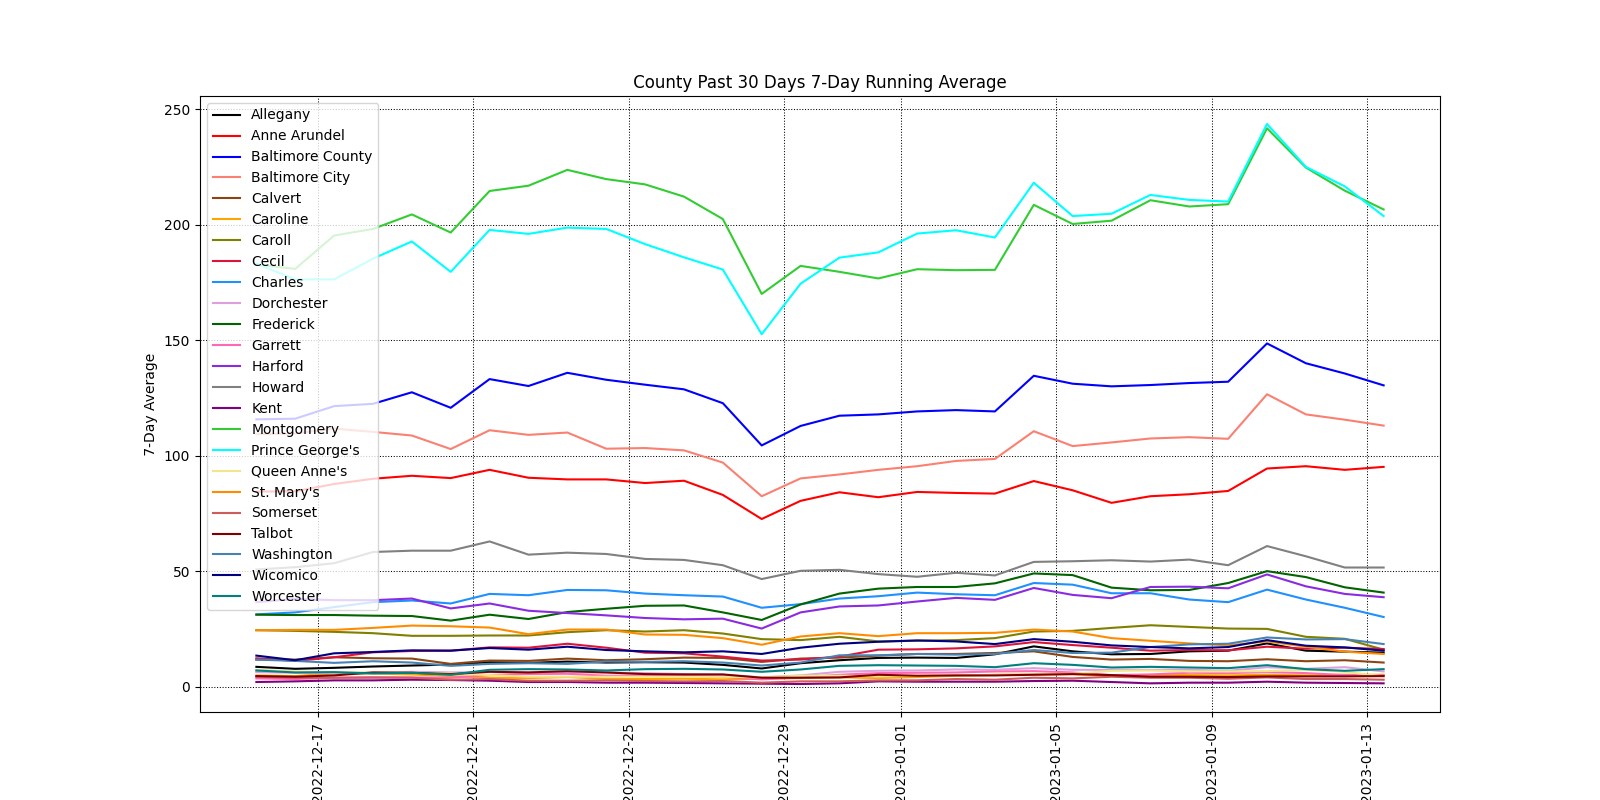 County Past 30 Days 7-Day Running Average
7-Day Average
250
200
150
100
50
0
Allegany
Anne Arundel
Baltimore County
Baltimore City
Calvert
Caroline
Caroll
Cecil
Charles
Dorchester
Frederick
Garrett
Harford
Howard
Kent
Montgomery
Prince George's
Queen Anne's
St. Mary's
Somerset
Talbot
Washington
Wicomico
Worcester
2022-12-17
2022-12-21
2022-12-25
2022-12-29
2023-01-01
2023-01-05
2023-01-09
2023-01-13